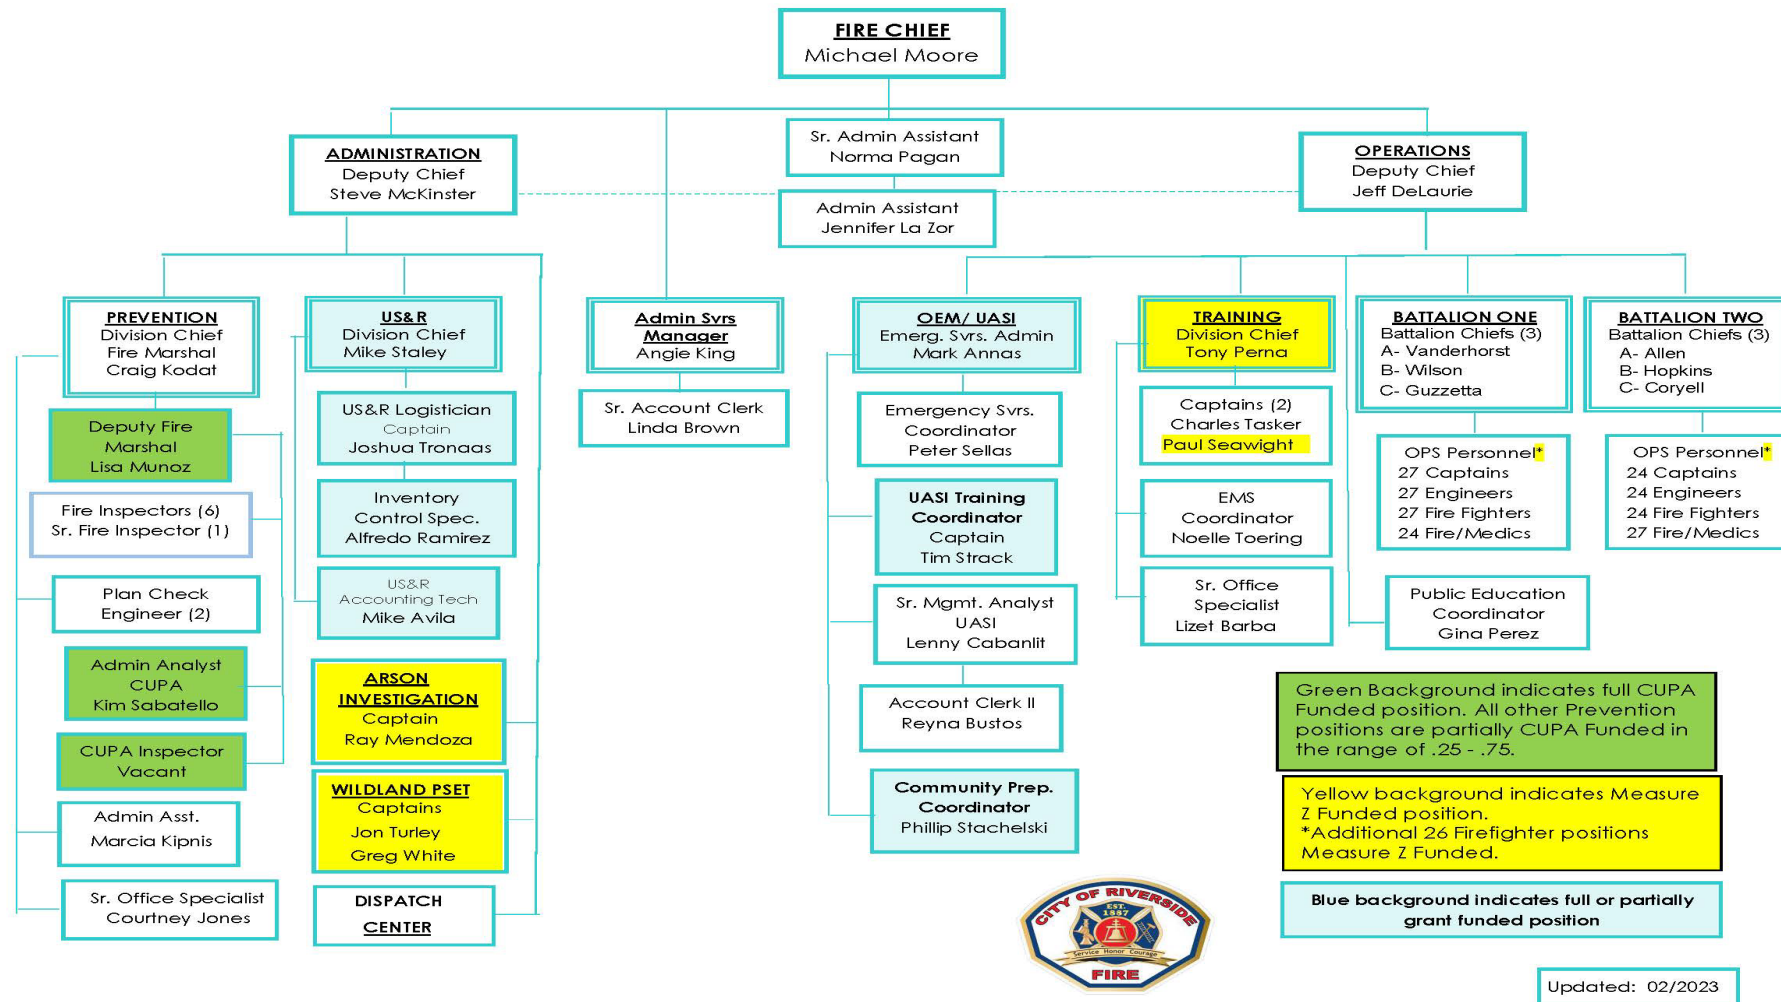 FIRE CHIEF
Michael Moore
Sr. Admin Assistant
Norma Pagan
Admin Assistant
Jennifer La Zor
ADMINISTRATION
Deputy Chief
Steve McKinster
OPERATIONS
Deputy Chief
Jeff DeLaurie
PREVENTION
Division Chief
Fire Marshal
Craig Kodat
Deputy Fire
Marshal
Lisa Munoz
Fire Inspectors (6)
Sr. Fire Inspector (1)
Plan Check
Engineer (2)
Admin Analyst
CUPA
Kim Sabatello
CUPA Inspector
Vacant
Admin Asst.
Marcia Kipnis
Sr. Office Specialist
Courtney Jones
US&R
Division Chief
Mike Staley
US&R Logistician
Captain
Joshua Tronaas
Inventory
Control Spec.
Alfredo Ramirez
US&R
Accounting Tech
Mike Avila
ARSON
INVESTIGATION
Captain
Ray Mendoza
WILDLAND PSET
Captains
Jon Turley
Greg White
DISPATCH
CENTER
Admin Svrs
Manager
Angie King
Sr. Account Clerk
Linda Brown
OEM/ UASI
Emerg. Svrs. Admin
Mark Annas
Emergency Svrs.
Coordinator
Peter Sellas
UASI Training
Coordinator
Captain
Tim Strack
Sr. Mgmt. Analyst
UASI
Lenny Cabanlit
Account Clerk II
Reyna Bustos
Community Prep.
Coordinator
Phillip Stachelski
TRAINING
Division Chief
Tony Perna
Captains (2)
Charles Tasker
Paul Seawight
EMS
Coordinator
Noelle Toering
Sr. Office
Specialist
Lizet Barba
BATTALION ONE
Battalion Chiefs (3)
A- Vanderhorst
B- Wilson
C- Guzzetta
OPS Personnel*
27 Captains
27 Engineers
27 Fire Fighters
24 Fire/Medics
Public Education
Coordinator
Gina Perez
BATTALION TWO
Battalion Chiefs (3)
A- Allen
B- Hopkins
C- Coryell
OPS Personnel*
24 Captains
24 Engineers
24 Fire Fighters
27 Fire/Medics
Green Background indicates full CUPA
Funded position. All other Prevention
positions are partially CUPA Funded in
the range of .25 - .75.
Yellow background indicates Measure
Z Funded position.
*Additional 26 Firefighter positions
Measure Z Funded.
Blue background indicates full or partially
grant funded position
CITY OF RIVERSIDE
EST.
1887
Service Honor Courage
FIRE
Updated: 02/2023